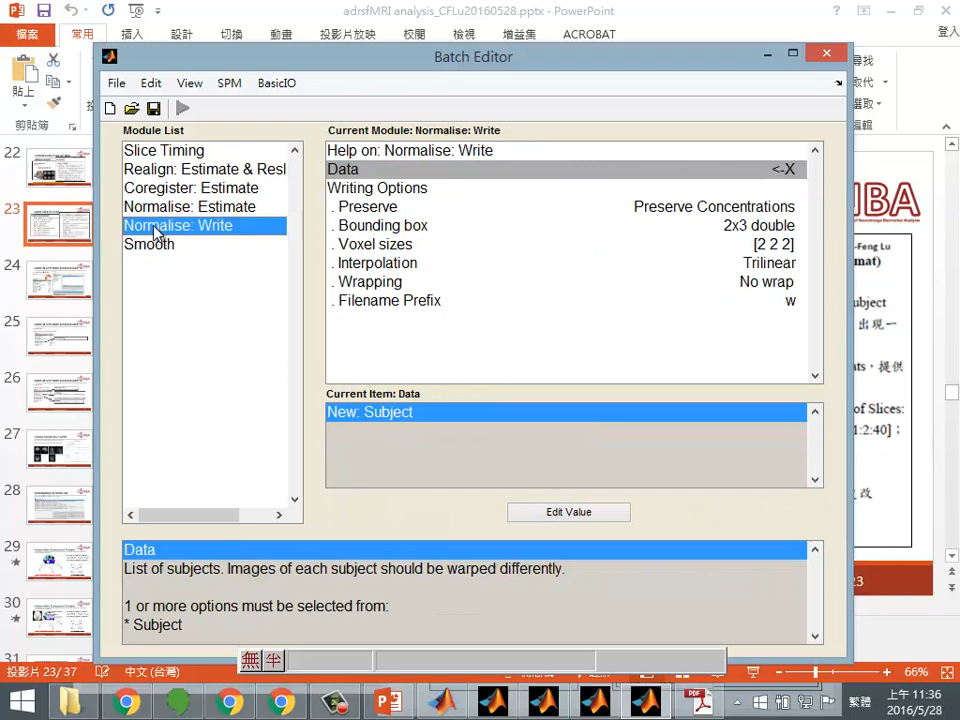 adrsfMRI analysis_CFLu20160528.pptx - PowerPoint
檔案 常用 插入 設計 切換 動畫 投影片放映 校閱 檢視 增益集 ACROBAT 登入
Batch Editor
貼上
剪貼簿
尋找
取代
選取
編輯
File Edit View SPM BasicIO
Module List
Slice Timing
Realign: Estimate & Resl
Coregister: Estimate
Normalise: Estimate
Normalise: Write
Smooth
Current Module: Normalise: Write
Help on: Normalise: Write
Data <-X
Writing Options
. Preserve Preserve Concentrations
. Bounding box 2x3 double
. Voxel sizes [2 2 2]
. Interpolation Trilinear
. Wrapping No wrap
. Filename Prefix w
Current Item: Data
New: Subject
Edit Value
Data
List of subjects. Images of each subject should be warped differently.
1 or more options must be selected from:
* Subject
22
23
24
25
26
27
28
29
30
31
-Feng Lu
mat)
ubject
出現一
nts，提供
of Slices:
1:2:40]；
改
23
無 半
投影片 23/37 中文 (台灣) 66%
繁體
上午 11:36
2016/5/28